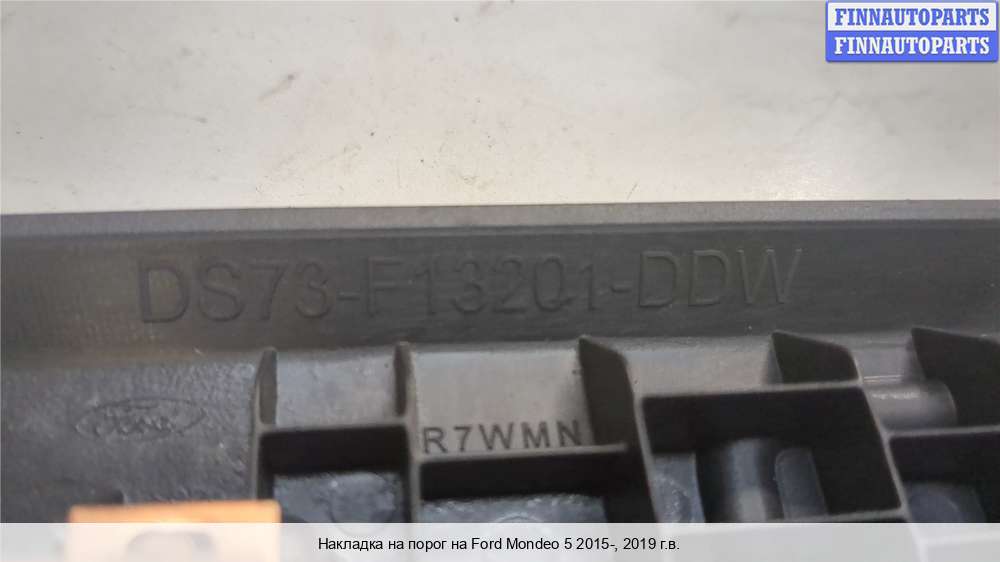 FINNAUTOPARTS
FINNAUTOPARTS
DS73-F13201-DDW
Ford
R7WMN
Накладка на порог на Ford Mondeo 5 2015-, 2019 г.в.